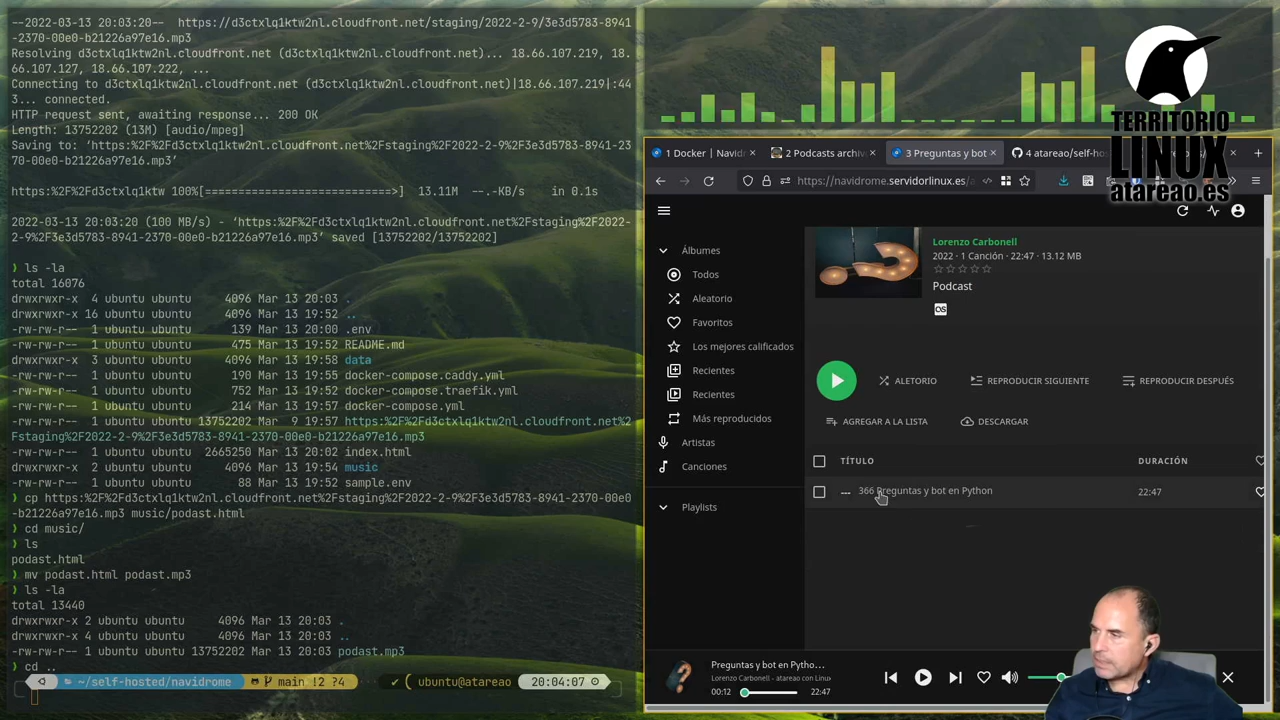 --2022-03-13 20:03:20-- https://d3ctxlq1ktw2nl.cloudfront.net/staging/2022-2-9/3e3d5783-8941
-2370-00e0-b21226a97e16.mp3
Resolving d3ctxlq1ktw2nl.cloudfront.net (d3ctxlq1ktw2nl.cloudfront.net)... 18.66.107.219, 18.
66.107.127, 18.66.107.222, ...
Connecting to d3ctxlq1ktw2nl.cloudfront.net (d3ctxlq1ktw2nl.cloudfront.net)|18.66.107.219|:44
3... connected.
HTTP request sent, awaiting response... 200 OK
Length: 13752202 (13M) [audio/mpeg]
Saving to: ‘https:%2F%2Fd3ctxlq1ktw2nl.cloudfront.net%2Fstaging%2F2022-2-9%2F3e3d5783-8941-23
70-00e0-b21226a97e16.mp3’
https:%2F%2Fd3ctxlq1ktw 100%[===========================>] 13.11M --.-KB/s in 0.1s
2022-03-13 20:03:20 (100 MB/s) - ‘https:%2F%2Fd3ctxlq1ktw2nl.cloudfront.net%2Fstaging%2F2022-
2-9%2F3e3d5783-8941-2370-00e0-b21226a97e16.mp3’ saved [13752202/13752202]
❯ ls -la
total 16076
drwxrwxr-x 4 ubuntu ubuntu 4096 Mar 13 20:03 .
drwxrwxr-x 16 ubuntu ubuntu 4096 Mar 13 19:52 ..
-rw-rw-r-- 1 ubuntu ubuntu 139 Mar 13 20:00 .env
-rw-rw-r-- 1 ubuntu ubuntu 475 Mar 13 19:52 README.md
drwxrwxr-x 3 ubuntu ubuntu 4096 Mar 13 19:58 data
-rw-rw-r-- 1 ubuntu ubuntu 190 Mar 13 19:55 docker-compose.caddy.yml
-rw-rw-r-- 1 ubuntu ubuntu 752 Mar 13 19:52 docker-compose.traefik.yml
-rw-rw-r-- 1 ubuntu ubuntu 214 Mar 13 19:57 docker-compose.yml
-rw-rw-r-- 1 ubuntu ubuntu 13752202 Mar 9 19:57 https:%2F%2Fd3ctxlq1ktw2nl.cloudfront.net%2
Fstaging%2F2022-2-9%2F3e3d5783-8941-2370-00e0-b21226a97e16.mp3
-rw-rw-r-- 1 ubuntu ubuntu 2665250 Mar 13 20:02 index.html
drwxrwxr-x 2 ubuntu ubuntu 4096 Mar 13 19:54 music
-rw-rw-r-- 1 ubuntu ubuntu 88 Mar 13 19:52 sample.env
❯ cp https:%2F%2Fd3ctxlq1ktw2nl.cloudfront.net%2Fstaging%2F2022-2-9%2F3e3d5783-8941-2370-00e0
-b21226a97e16.mp3 music/podast.html
❯ cd music/
❯ ls
podast.html
❯ mv podast.html podast.mp3
❯ ls -la
total 13440
drwxrwxr-x 2 ubuntu ubuntu 4096 Mar 13 20:03 .
drwxrwxr-x 4 ubuntu ubuntu 4096 Mar 13 20:03 ..
-rw-rw-r-- 1 ubuntu ubuntu 13752202 Mar 13 20:03 podast.mp3
❯ cd ..
~/self-hosted/navidrome main !2 ?4 ✔ ubuntu@atareao 20:04:07
TERRITORIO
LINUX
atareao.es
1 Docker | Navidr
2 Podcasts archiv
3 Preguntas y bot
4 atareao/self-ho
https://navidrome.servidorlinux.es/a
Álbumes
Todos
Aleatorio
Favoritos
Los mejores calificados
Recientes
Recientes
Más reproducidos
Artistas
Canciones
Playlists
Lorenzo Carbonell
2022 · 1 Canción · 22:47 · 13.12 MB
Podcast
ALETORIO
REPRODUCIR SIGUIENTE
REPRODUCIR DESPUÉS
AGREGAR A LA LISTA
DESCARGAR
TÍTULO DURACIÓN
366 Preguntas y bot en Python 22:47
Preguntas y bot en Pytho...
Lorenzo Carbonell - atareao con Linux
00:12 22:47